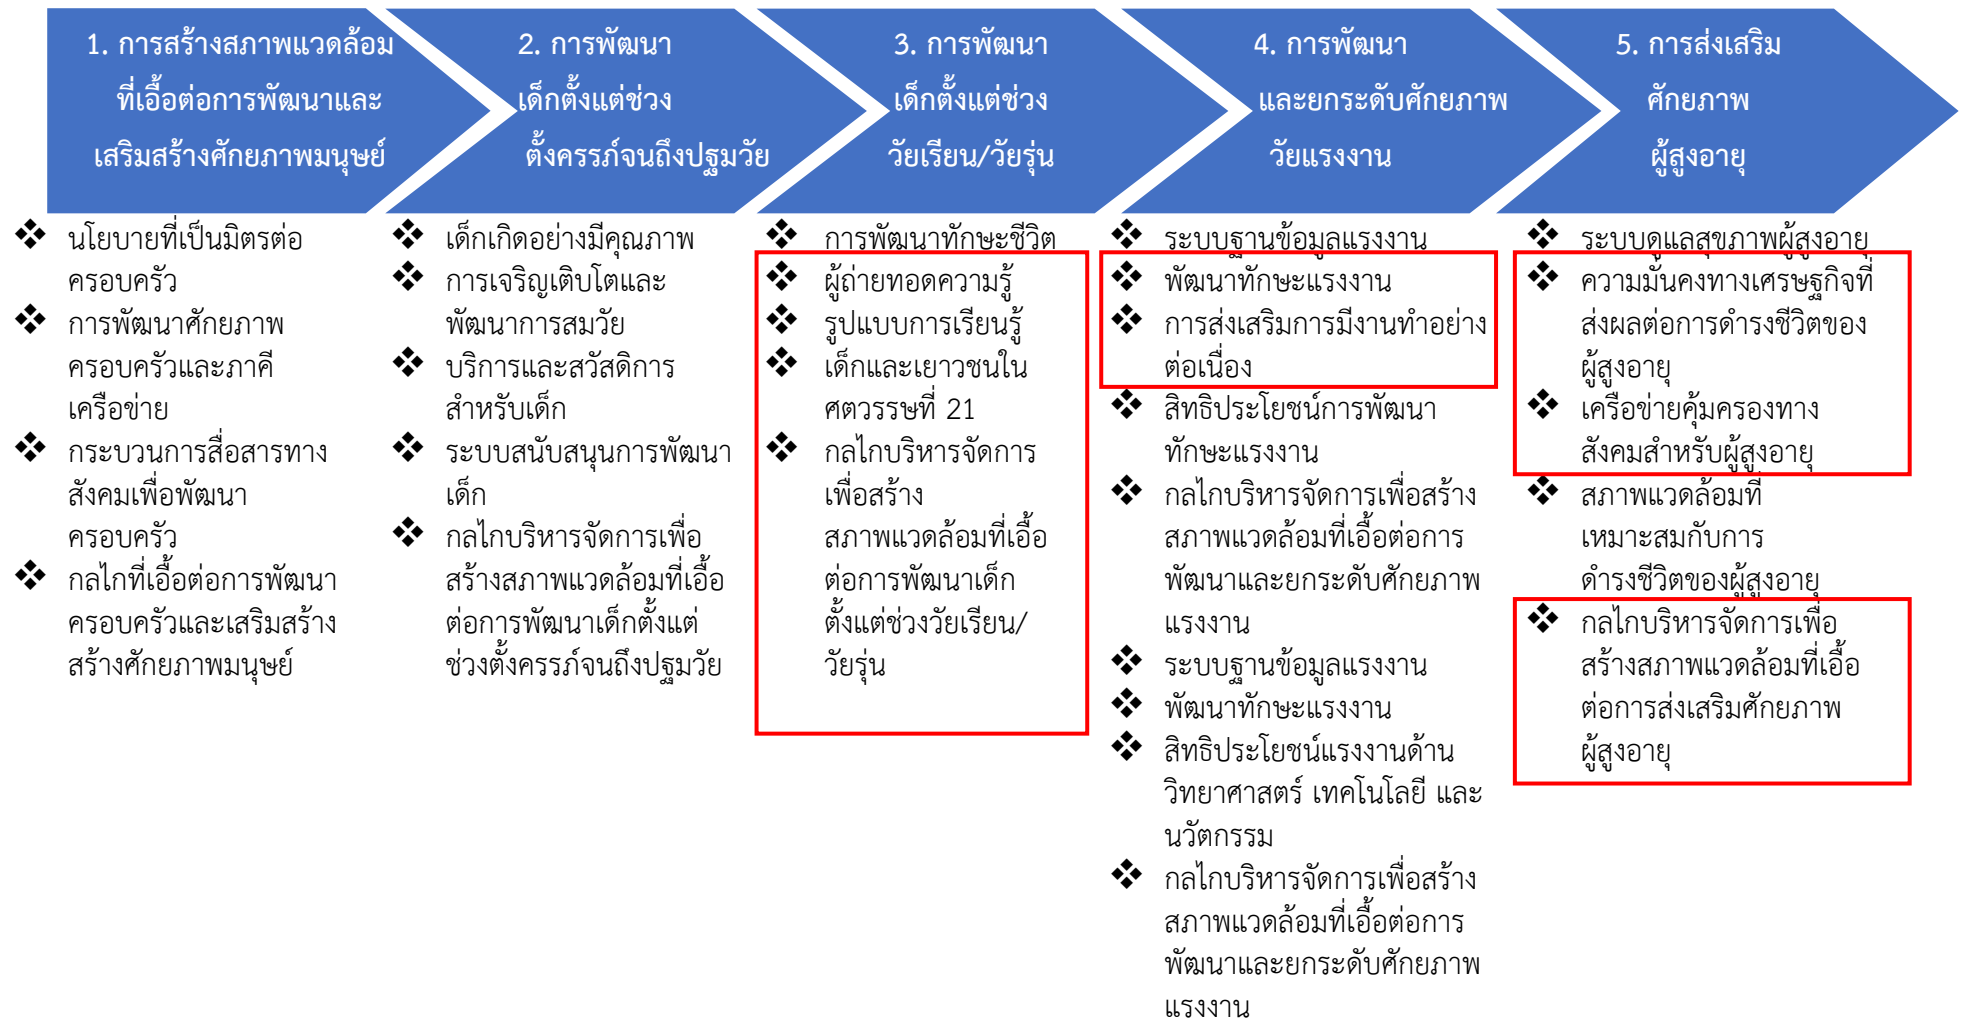 1. การสร้างสภาพแวดล้อม
ที่เอื้อต่อการพัฒนาและ
เสริมสร้างศักยภาพมนุษย์
2. การพัฒนา
เด็กตั้งแต่ช่วง
ตั้งครรภ์จนถึงปฐมวัย
3. การพัฒนา
เด็กตั้งแต่ช่วง
วัยเรียน/วัยรุ่น
4. การพัฒนา
และยกระดับศักยภาพ
วัยแรงงาน
5. การส่งเสริม
ศักยภาพ
ผู้สูงอายุ
❖ นโยบายที่เป็นมิตรต่อ
ครอบครัว
❖ การพัฒนาศักยภาพ
ครอบครัวและภาคี
เครือข่าย
❖ กระบวนการสื่อสารทาง
สังคมเพื่อพัฒนา
ครอบครัว
❖ กลไกที่เอื้อต่อการพัฒนา
ครอบครัวและเสริมสร้าง
สร้างศักยภาพมนุษย์
❖ เด็กเกิดอย่างมีคุณภาพ
❖ การเจริญเติบโตและ
พัฒนาการสมวัย
❖ บริการและสวัสดิการ
สำหรับเด็ก
❖ ระบบสนับสนุนการพัฒนา
เด็ก
❖ กลไกบริหารจัดการเพื่อ
สร้างสภาพแวดล้อมที่เอื้อ
ต่อการพัฒนาเด็กตั้งแต่
ช่วงตั้งครรภ์จนถึงปฐมวัย
❖ การพัฒนาทักษะชีวิต
❖ ผู้ถ่ายทอดความรู้
❖ รูปแบบการเรียนรู้
❖ เด็กและเยาวชนใน
ศตวรรษที่ 21
❖ กลไกบริหารจัดการ
เพื่อสร้าง
สภาพแวดล้อมที่เอื้อ
ต่อการพัฒนาเด็ก
ตั้งแต่ช่วงวัยเรียน/
วัยรุ่น
❖ ระบบฐานข้อมูลแรงงาน
❖ พัฒนาทักษะแรงงาน
❖ การส่งเสริมการมีงานทำอย่าง
ต่อเนื่อง
❖ สิทธิประโยชน์การพัฒนา
ทักษะแรงงาน
❖ กลไกบริหารจัดการเพื่อสร้าง
สภาพแวดล้อมที่เอื้อต่อการ
พัฒนาและยกระดับศักยภาพ
แรงงาน
❖ ระบบฐานข้อมูลแรงงาน
❖ พัฒนาทักษะแรงงาน
❖ สิทธิประโยชน์แรงงานด้าน
วิทยาศาสตร์ เทคโนโลยี และ
นวัตกรรม
❖ กลไกบริหารจัดการเพื่อสร้าง
สภาพแวดล้อมที่เอื้อต่อการ
พัฒนาและยกระดับศักยภาพ
แรงงาน
❖ ระบบดูแลสุขภาพผู้สูงอายุ
❖ ความมั่นคงทางเศรษฐกิจที่
ส่งผลต่อการดำรงชีวิตของ
ผู้สูงอายุ
❖ เครือข่ายคุ้มครองทาง
สังคมสำหรับผู้สูงอายุ
❖ สภาพแวดล้อมที่
เหมาะสมกับการ
ดำรงชีวิตของผู้สูงอายุ
❖ กลไกบริหารจัดการเพื่อ
สร้างสภาพแวดล้อมที่เอื้อ
ต่อการส่งเสริมศักยภาพ
ผู้สูงอายุ